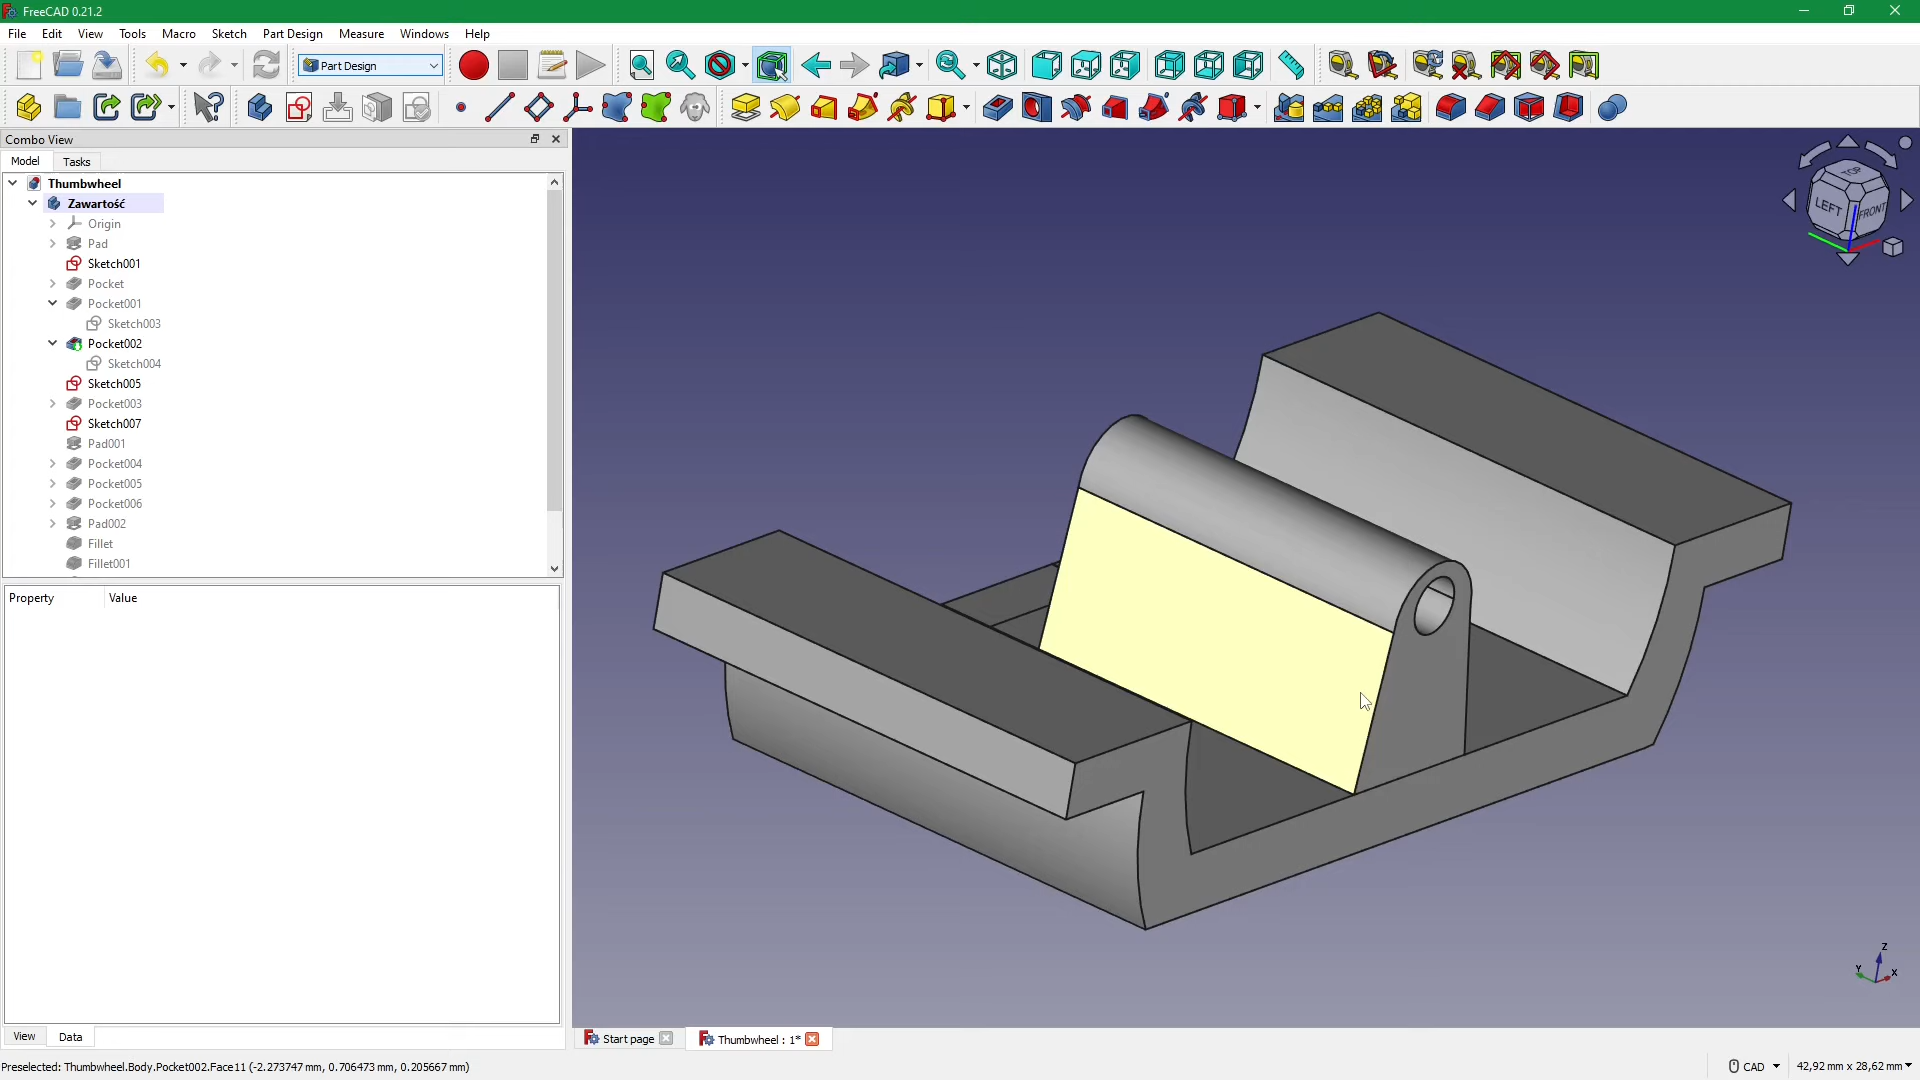 FreeCAD 0.21.2
File Edit View Tools Macro Sketch Part Design Measure Windows Help
Part Design
Combo View
Model Tasks
Thumbwheel
Zawartość
Origin
Pad
Sketch001
Pocket
Pocket001
Sketch003
Pocket002
Sketch004
Sketch005
Pocket003
Sketch007
Pad001
Pocket004
Pocket005
Pocket006
Pad002
Fillet
Fillet001
Property Value
View Data
TOP
LEFT FRONT
Z
Y X
Start page Thumbwheel : 1*
Preselected: Thumbwheel.Body.Pocket002.Face11 (-2.273747 mm, 0.706473 mm, 0.205667 mm)
CAD 42,92 mm x 28,62 mm